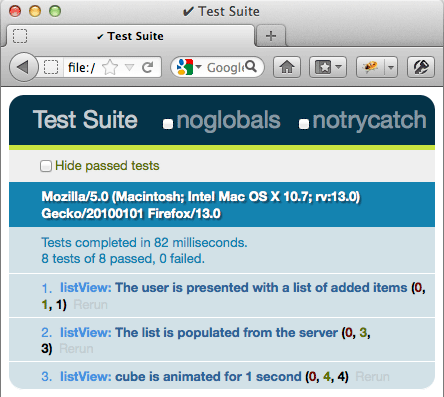 ✔ Test Suite
✔ Test Suite
file:/
Google
Test Suite noglobals notrycatch
Hide passed tests
Mozilla/5.0 (Macintosh; Intel Mac OS X 10.7; rv:13.0)
Gecko/20100101 Firefox/13.0
Tests completed in 82 milliseconds.
8 tests of 8 passed, 0 failed.
1. listView: The user is presented with a list of added items (0,
1, 1) Rerun
2. listView: The list is populated from the server (0, 3,
3) Rerun
3. listView: cube is animated for 1 second (0, 4, 4) Rerun